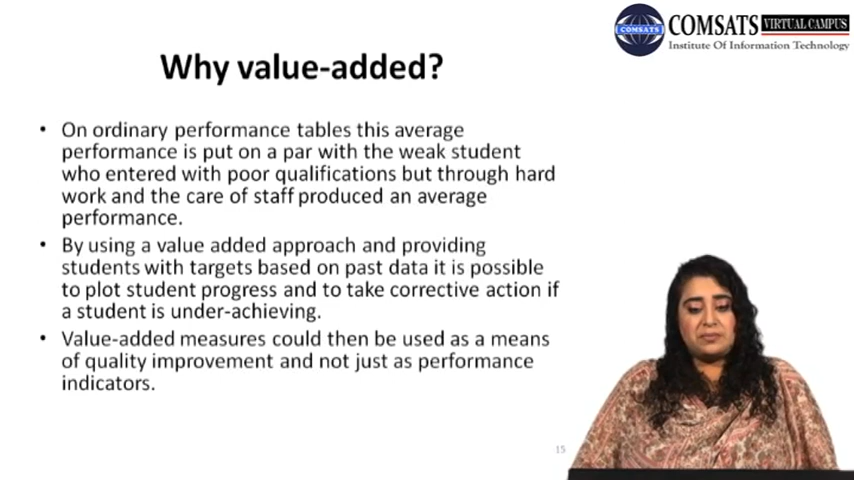 COMSATS VIRTUAL CAMPUS
Institute Of Information Technology
COMSATS
Why value-added?
• On ordinary performance tables this average
performance is put on a par with the weak student
who entered with poor qualifications but through hard
work and the care of staff produced an average
performance.
• By using a value added approach and providing
students with targets based on past data it is possible
to plot student progress and to take corrective action if
a student is under-achieving.
• Value-added measures could then be used as a means
of quality improvement and not just as performance
indicators.
15